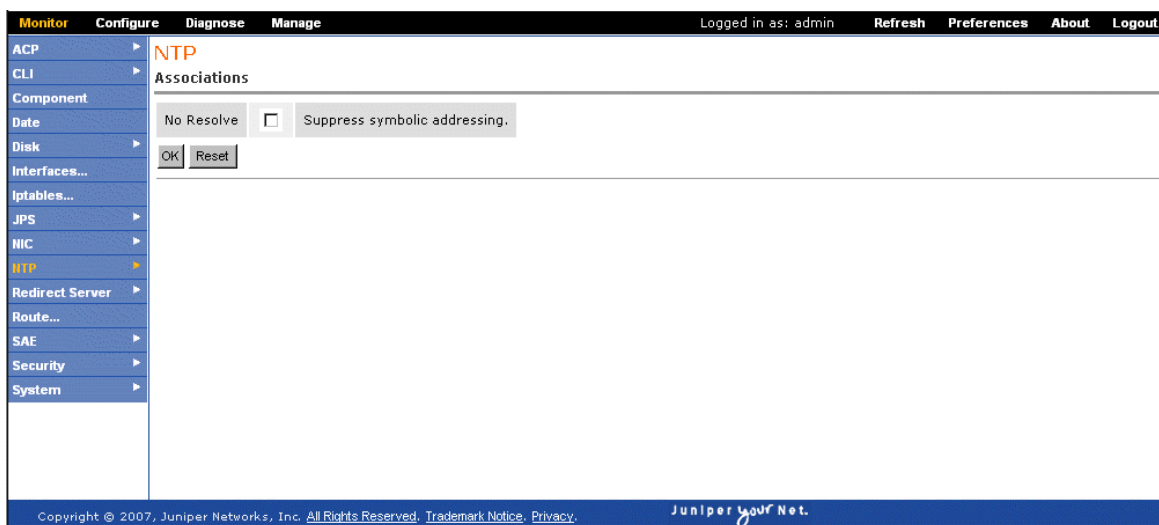 Monitor Configure Diagnose Manage Logged in as: admin Refresh Preferences About Logout
ACP
CLI
Component
Date
Disk
Interfaces...
Iptables...
JPS
NIC
NTP
Redirect Server
Route...
SAE
Security
System
NTP
Associations
No Resolve Suppress symbolic addressing.
OK Reset
Copyright © 2007, Juniper Networks, Inc. All Rights Reserved. Trademark Notice. Privacy.
Juniper your Net.